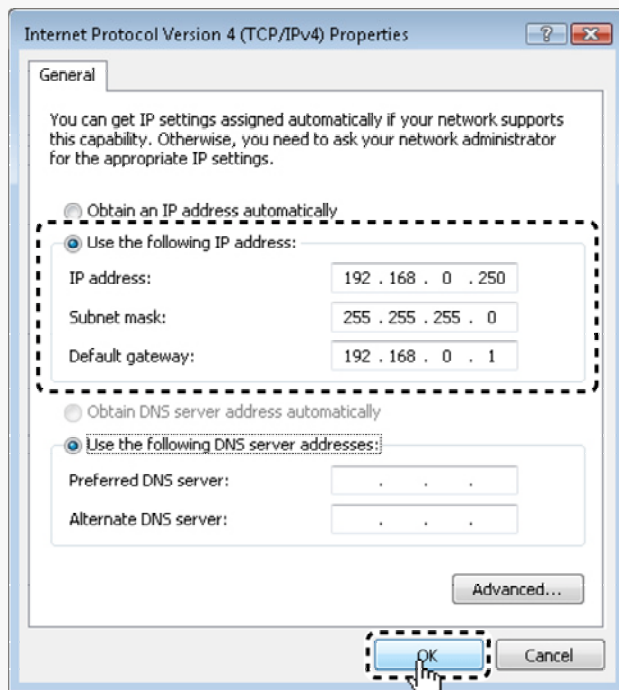 Internet Protocol Version 4 (TCP/IPv4) Properties
General
You can get IP settings assigned automatically if your network supports
this capability. Otherwise, you need to ask your network administrator
for the appropriate IP settings.
Obtain an IP address automatically
Use the following IP address:
IP address: 192 . 168 . 0 . 250
Subnet mask: 255 . 255 . 255 . 0
Default gateway: 192 . 168 . 0 . 1
Obtain DNS server address automatically
Use the following DNS server addresses:
Preferred DNS server: . . .
Alternate DNS server: . . .
Advanced...
OK Cancel